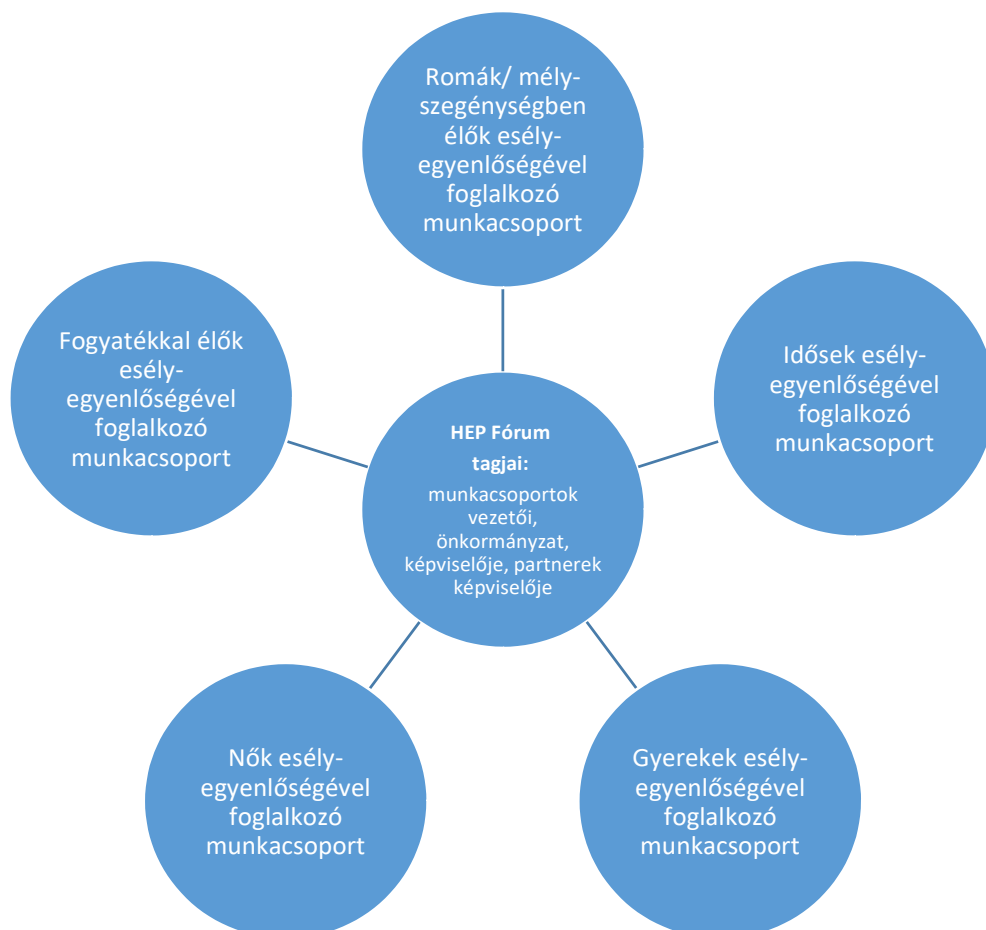 Romák/ mély-
szegénységben
élők esély-
egyenlőségével
foglalkozó
munkacsoport
Fogyatékkal élők
esély-
egyenlőségével
foglalkozó
munkacsoport
Idősek esély-
egyenlőségével
foglalkozó
munkacsoport
HEP Fórum
tagjai:
munkacsoportok
vezetői,
önkormányzat,
képviselője, partnerek
képviselője
Nők esély-
egyenlőségével
foglalkozó
munkacsoport
Gyerekek esély-
egyenlőségével
foglalkozó
munkacsoport